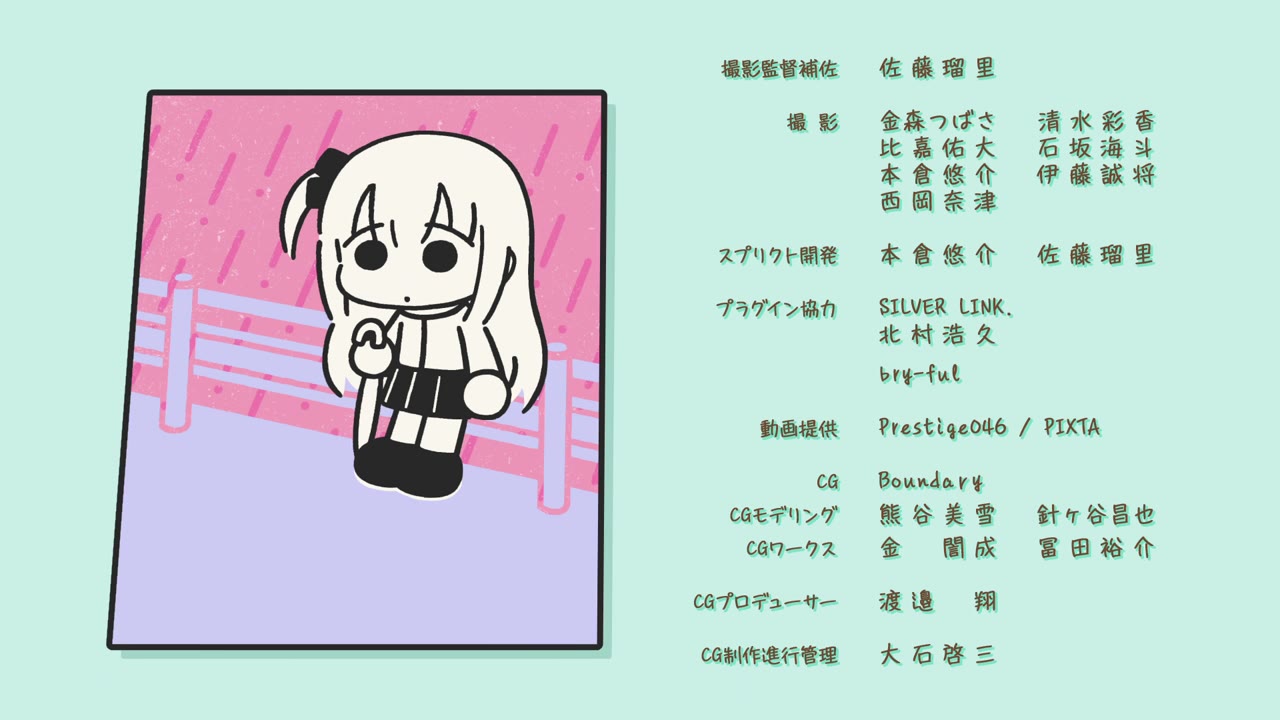 撮影監督補佐 佐藤瑠里
撮影 金森つばさ 清水彩香
比嘉佑大 石坂海斗
本倉悠介 伊藤誠将
西岡奈津
スプリクト開発 本倉悠介 佐藤瑠里
プラグイン協力 SILVER LINK.
北村浩久
bry-ful
動画提供 Prestige046 / PIXTA
CG Boundary
CGモデリング 熊谷美雪 針ヶ谷昌也
CGワークス 金 誾成 冨田裕介
CGプロデューサー 渡邉 翔
CG制作進行管理 大石啓三